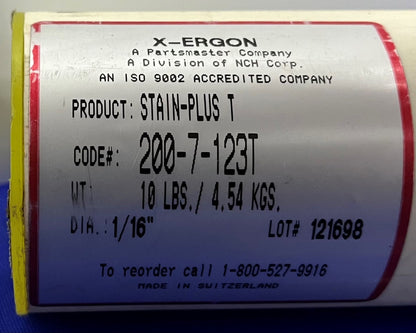 X-ERGON
A Partsmaster Company
A Division of NCH Corp.
AN ISO 9002 ACCREDITED COMPANY
PRODUCT: STAIN-PLUS T
CODE#: 200-7-123T
WT: 10 LBS./ 4.54 KGS.
DIA.: 1/16" LOT# 121698
To reorder call 1-800-527-9916
MADE IN SWITZERLAND